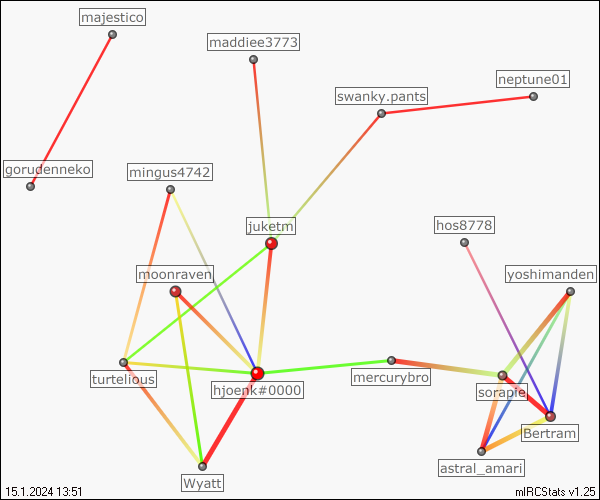 majestico
maddiee3773
neptune01
swanky.pants
gorudenneko
mingus4742
juketm
hos8778
moonraven
yoshimanden
turtelious
hjoenk#0000
mercurybro
sorapie
Bertram
astral_amari
Wyatt
15.1.2024 13:51
mIRCStats v1.25